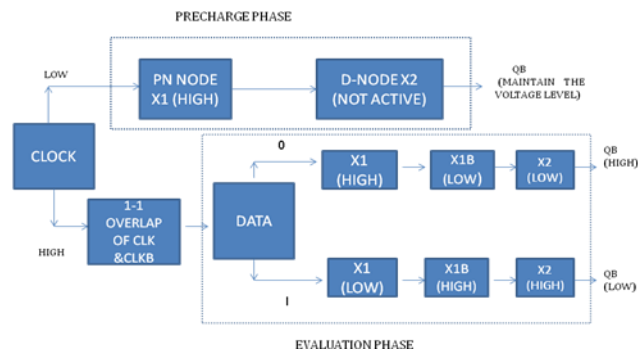 PRECHARGE PHASE
LOW
PN NODE
X1 (HIGH)
D-NODE X2
(NOT ACTIVE)
QB
(MAINTAIN THE
VOLTAGE LEVEL)
CLOCK
HIGH
1-1
OVERLAP
OF CLK
&CLKB
DATA
0
X1
(HIGH)
X1B
(LOW)
X2
(LOW)
QB
(HIGH)
I
X1
(LOW)
X1B
(HIGH)
X2
(HIGH)
QB
(LOW)
EVALUATION PHASE